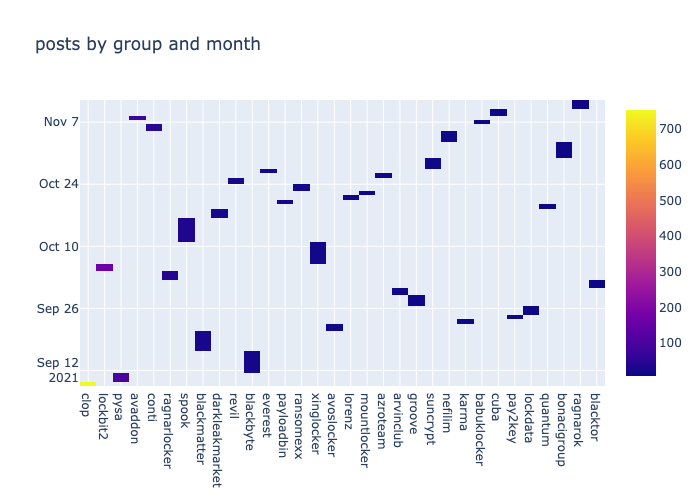 posts by group and month
Nov 7
Oct 24
Oct 10
Sep 26
Sep 12
2021
700
600
500
400
300
200
100
clop
lockbit2
pysa
avaddon
conti
ragnarlocker
spook
blackmatter
darkleakmarket
revil
blackbyte
everest
payloadbin
ransomexx
xinglocker
avoslocker
lorenz
mountlocker
azroteam
arvinclub
groove
suncrypt
nefilim
karma
babuklocker
cuba
pay2key
lockdata
quantum
bonacigroup
ragnarok
blacktor